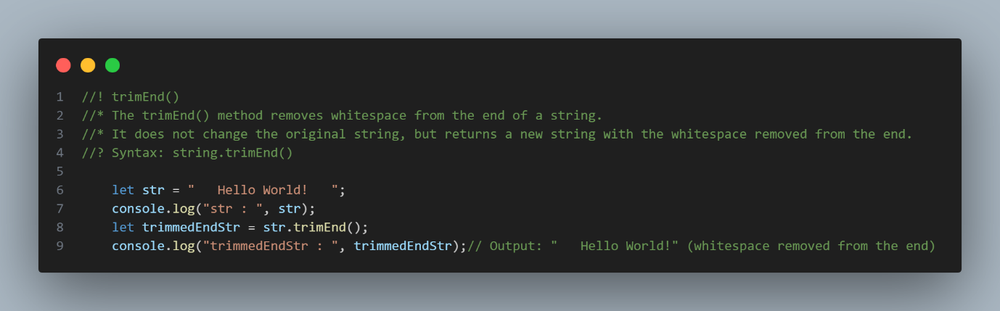 1 //! trimEnd()
2 //* The trimEnd() method removes whitespace from the end of a string.
3 //* It does not change the original string, but returns a new string with the whitespace removed from the end.
4 //? Syntax: string.trimEnd()
5
6     let str = "   Hello World!   ";
7     console.log("str : ", str);
8     let trimmedEndStr = str.trimEnd();
9     console.log("trimmedEndStr : ", trimmedEndStr);// Output: "   Hello World!" (whitespace removed from the end)